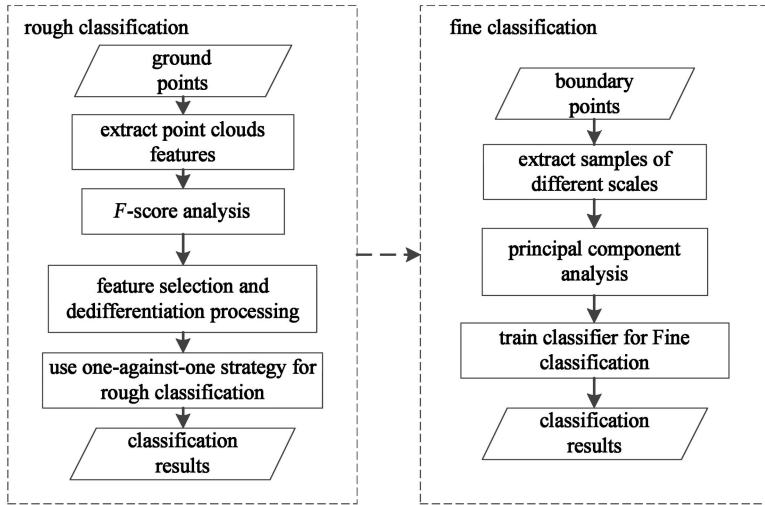 rough classification
ground
points
extract point clouds
features
F-score analysis
feature selection and
dedifferentiation processing
use one-against-one strategy for
rough classification
classification
results
fine classification
boundary
points
extract samples of
different scales
principal component
analysis
train classifier for Fine
classification
classification
results